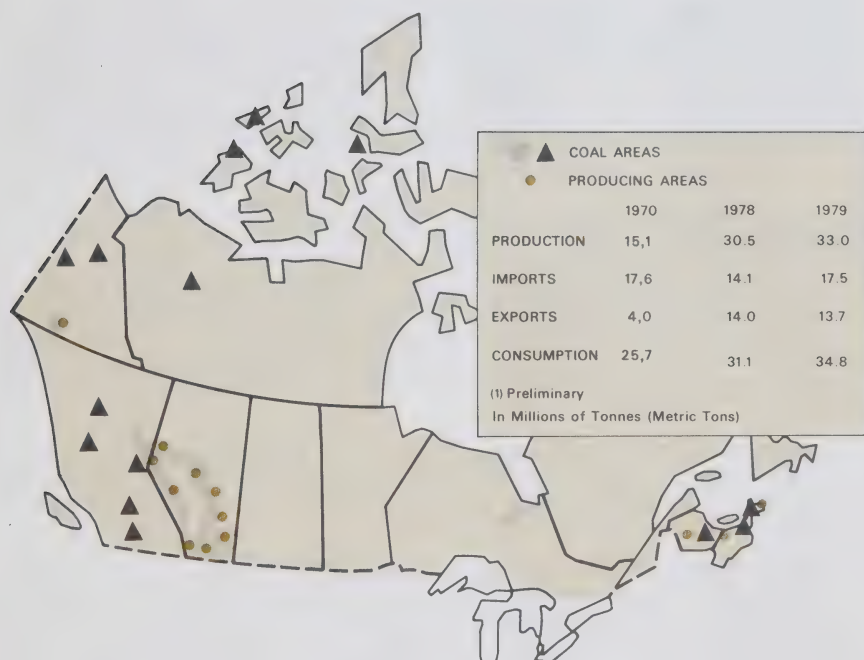 COAL AREAS
PRODUCING AREAS
1970 1978 1979
PRODUCTION 15,1 30.5 33.0
IMPORTS 17,6 14.1 17.5
EXPORTS 4,0 14.0 13.7
CONSUMPTION 25,7 31.1 34.8
(1) Preliminary
In Millions of Tonnes (Metric Tons)